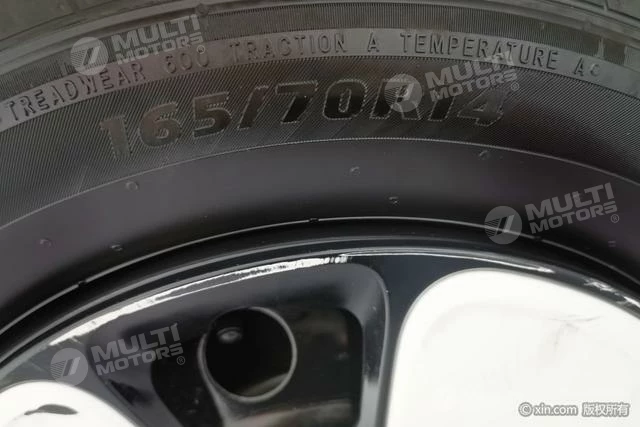 TREADWEAR 600 TRACTION A TEMPERATURE A
165/70R14
MULTI
MOTORS®
MULTI
MOTORS®
MULTI
MOTORS®
MULTI
MOTORS®
© xin.com 版权所有